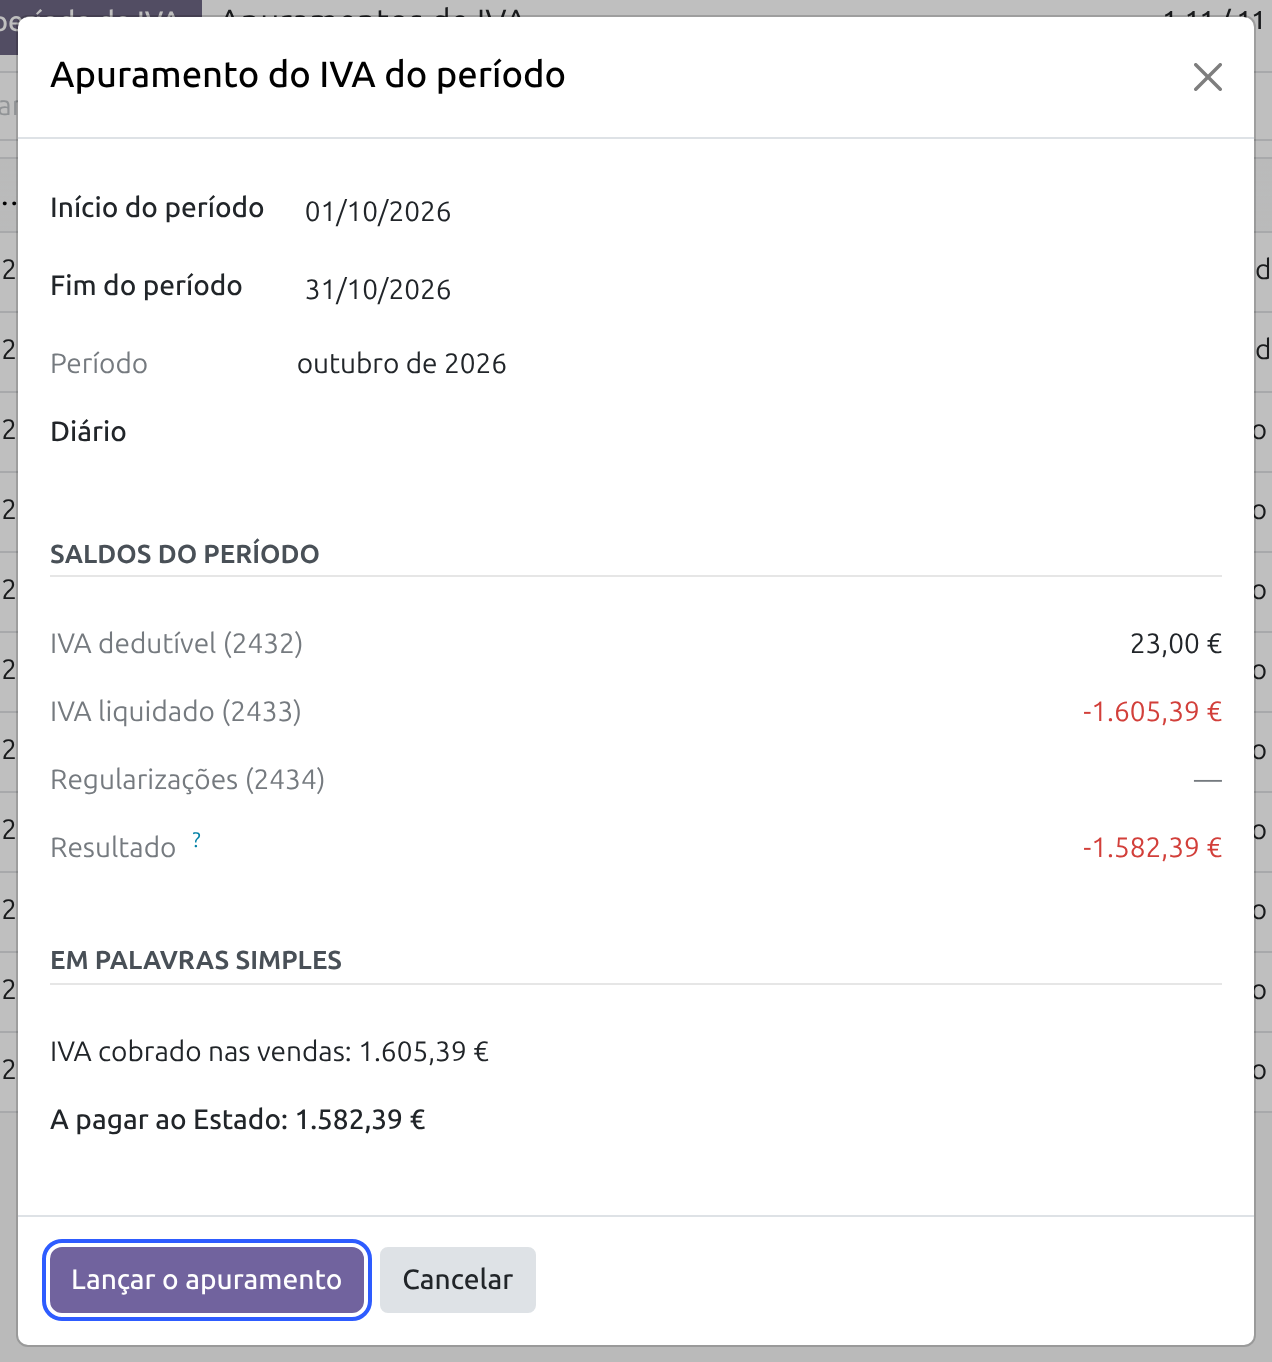 Apuramento do IVA do período
Início do período 01/10/2026
Fim do período 31/10/2026
Período outubro de 2026
Diário
SALDOS DO PERÍODO
IVA dedutível (2432) 23,00 €
IVA liquidado (2433) -1.605,39 €
Regularizações (2434) —
Resultado ? -1.582,39 €
EM PALAVRAS SIMPLES
IVA cobrado nas vendas: 1.605,39 €
A pagar ao Estado: 1.582,39 €
Lançar o apuramento Cancelar